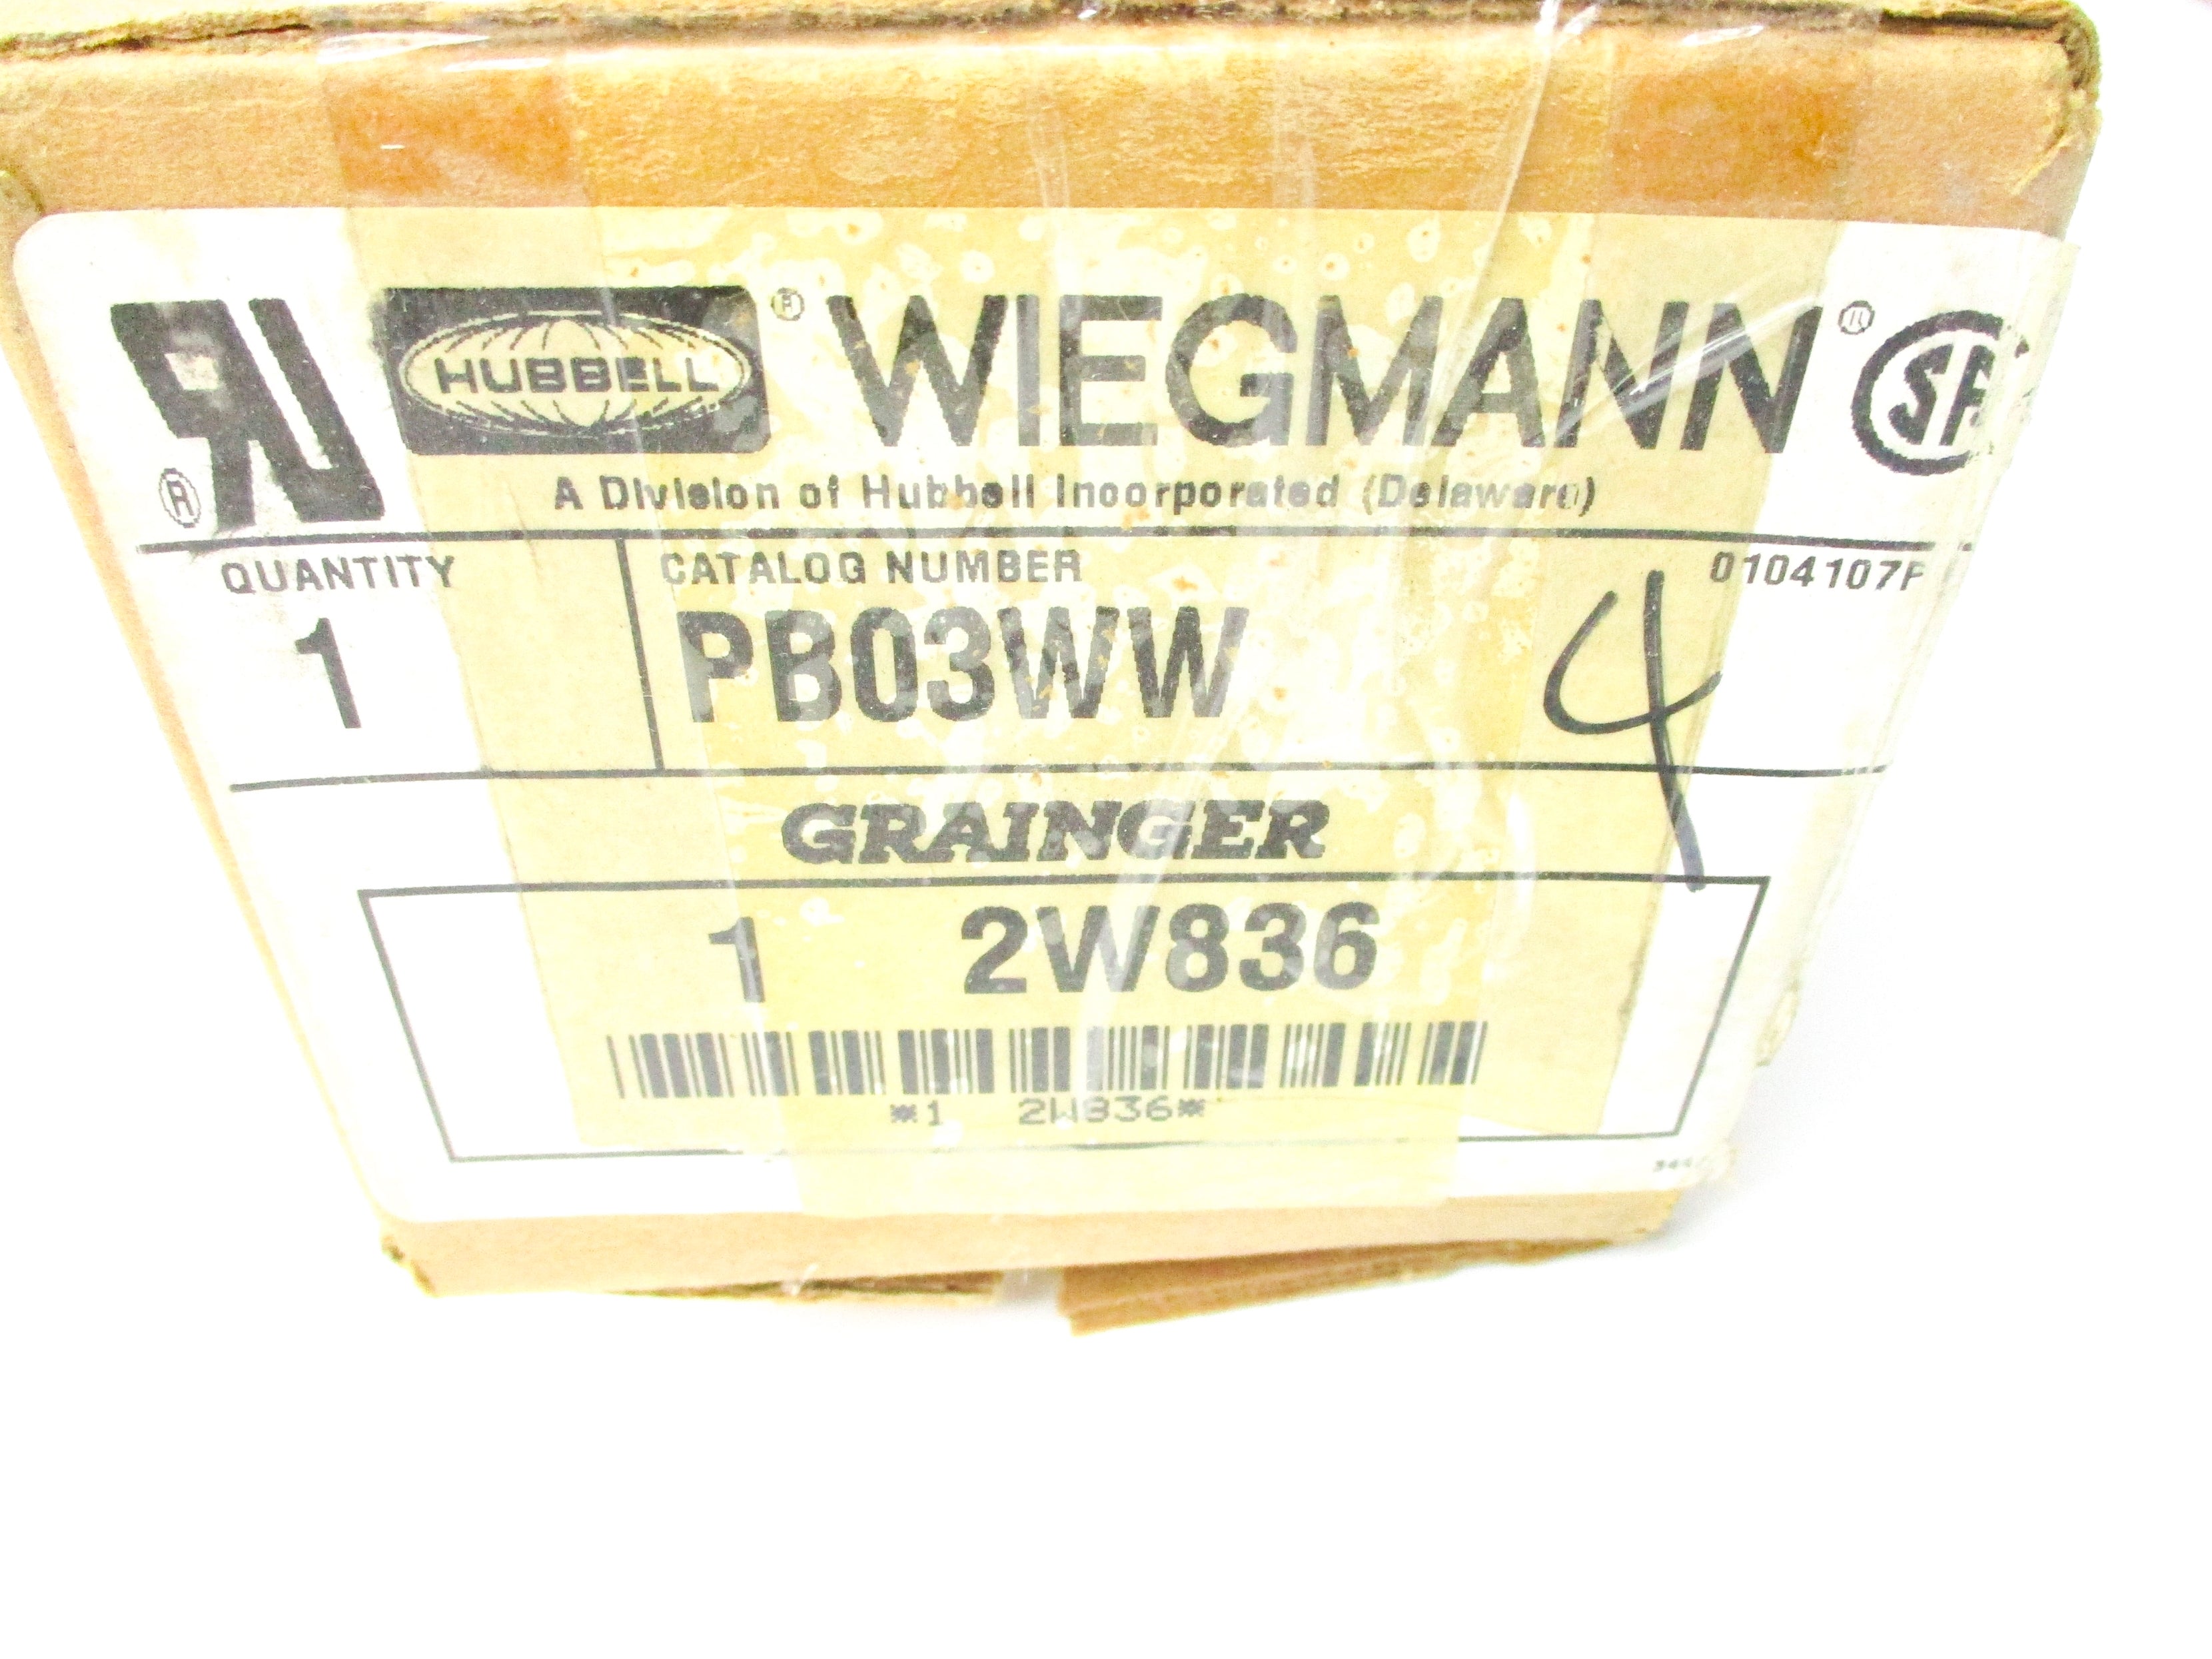 HUBBELL ® WIEGMANN ®
®
A Division of Hubbell Incorporated (Delaware)
QUANTITY CATALOG NUMBER 0104107F
1 PB03WW 4
GRAINGER
1 2W836
*1 2W836*